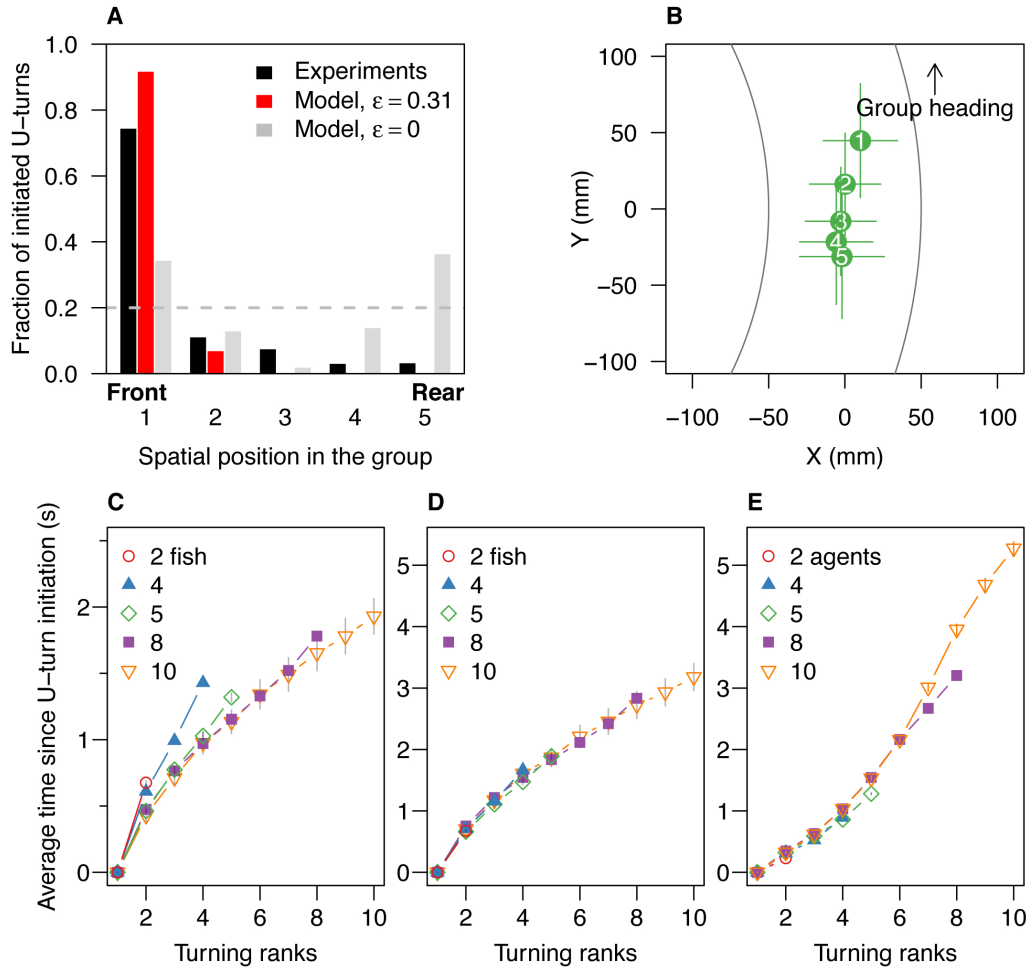 A
Fraction of initiated U−turns
1.0
0.8
0.6
0.4
0.2
0.0
Experiments
Model, ε = 0.31
Model, ε = 0
Front
Rear
1 2 3 4 5
Spatial position in the group
B
Y (mm)
100
50
0
−50
−100
Group heading
1
2
3
4
5
−100 −50 0 50 100
X (mm)
C
Average time since U−turn initiation (s)
2
1
0
2 fish
4
5
8
10
2 4 6 8 10
Turning ranks
D
5
4
3
2
1
0
2 fish
4
5
8
10
2 4 6 8 10
Turning ranks
E
5
4
3
2
1
0
2 agents
4
5
8
10
2 4 6 8 10
Turning ranks